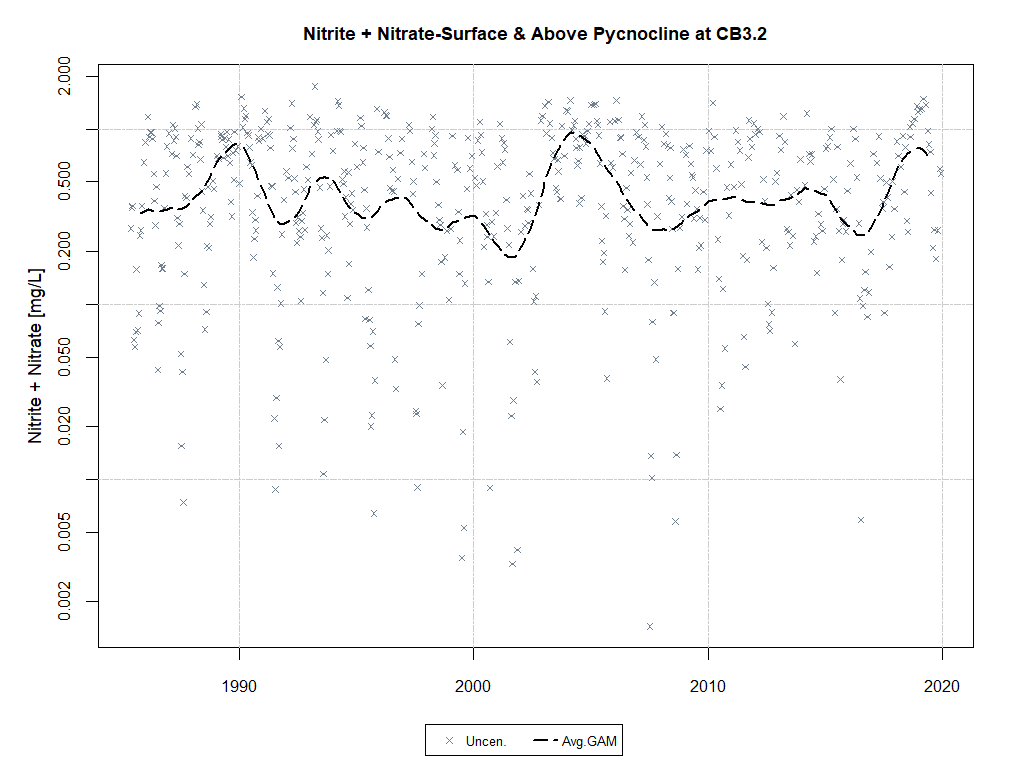 Nitrite + Nitrate-Surface & Above Pycnocline at CB3.2
Nitrite + Nitrate [mg/L]
2.000
0.500
0.200
0.050
0.020
0.005
0.002
1990 2000 2010 2020
Uncen. Avg.GAM